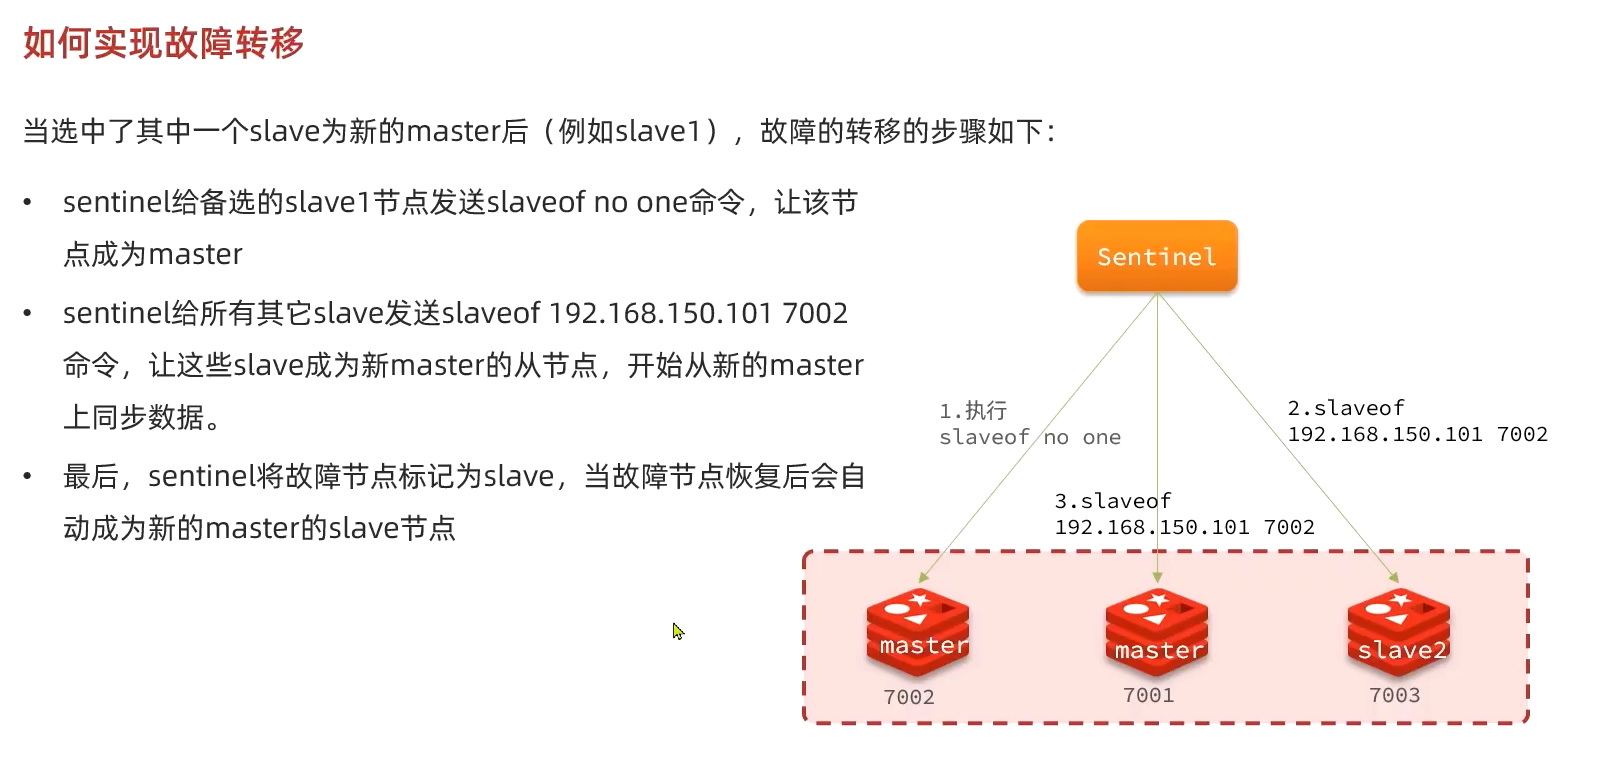 如何实现故障转移
当选中了其中一个slave为新的master后（例如slave1），故障的转移的步骤如下：
• sentinel给备选的slave1节点发送slaveof no one命令，让该节
点成为master
• sentinel给所有其它slave发送slaveof 192.168.150.101 7002
命令，让这些slave成为新master的从节点，开始从新的master
上同步数据。
• 最后，sentinel将故障节点标记为slave，当故障节点恢复后会自
动成为新的master的slave节点
Sentinel
1.执行
slaveof no one
2.slaveof
192.168.150.101 7002
3.slaveof
192.168.150.101 7002
master
master
slave2
7002
7001
7003